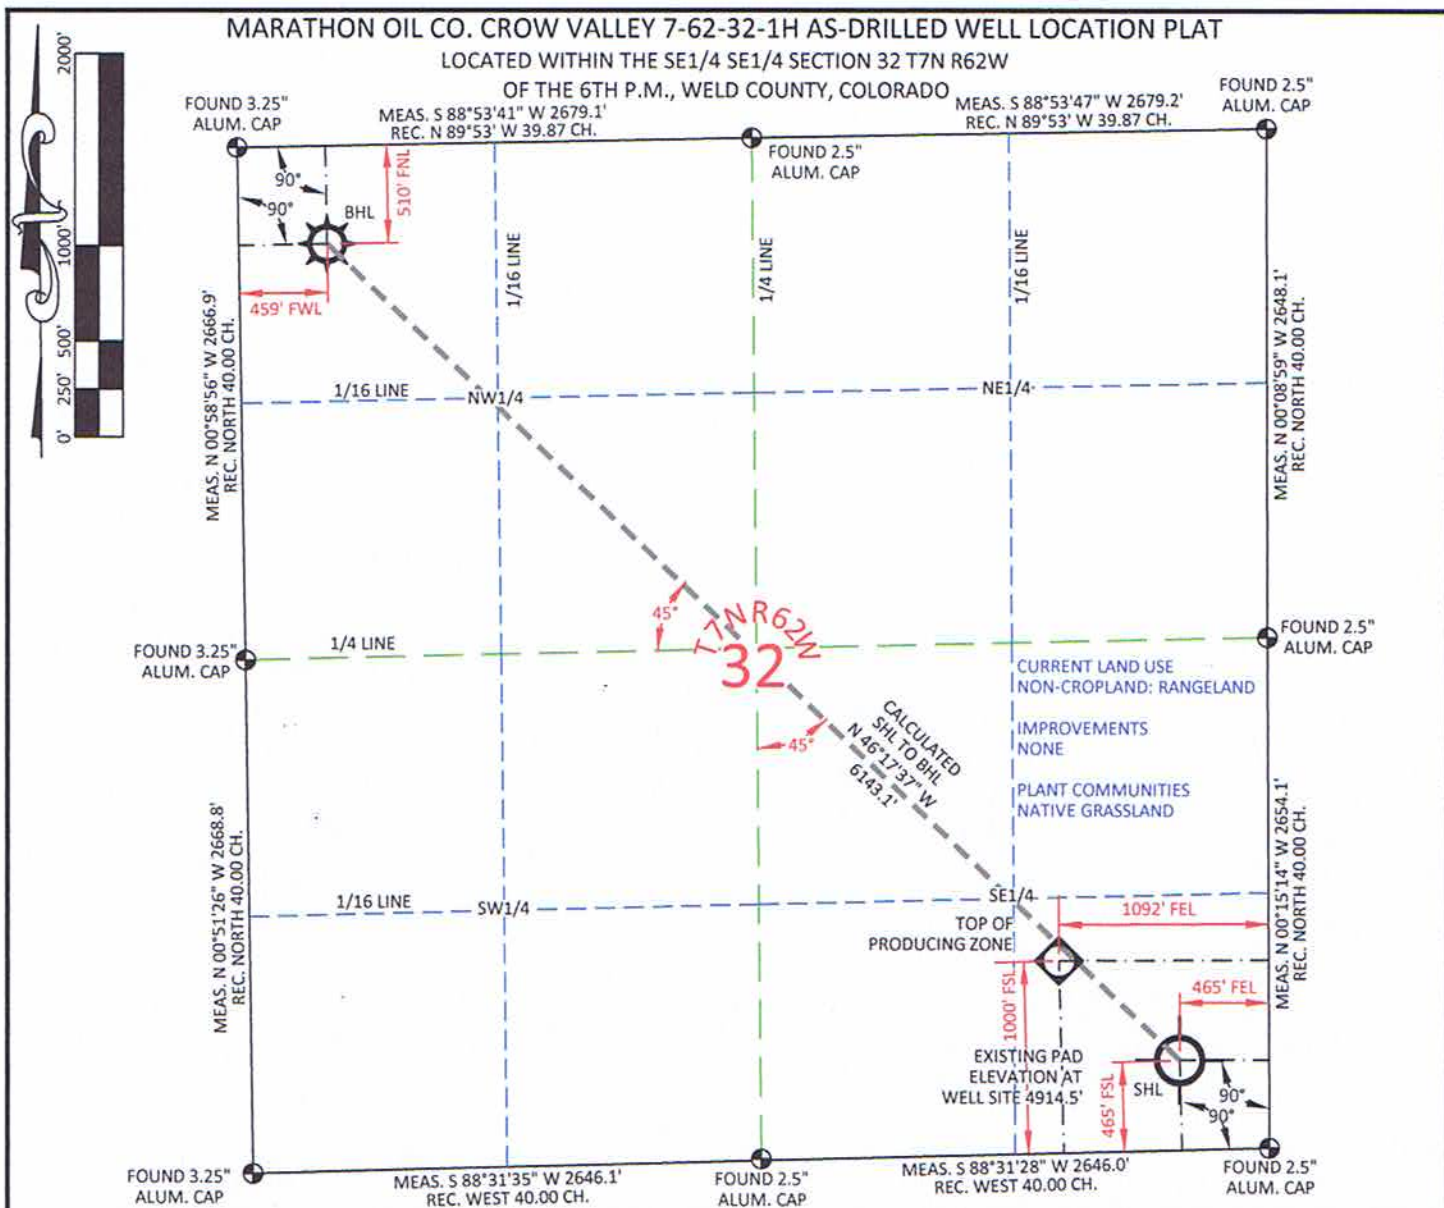 MARATHON OIL CO. CROW VALLEY 7-62-32-1H AS-DRILLED WELL LOCATION PLAT
LOCATED WITHIN THE SE1/4 SE1/4 SECTION 32 T7N R62W
OF THE 6TH P.M., WELD COUNTY, COLORADO
2000'
1000'
500'
250'
0'
FOUND 3.25"
ALUM. CAP
MEAS. S 88°53'41" W 2679.1'
REC. N 89°53' W 39.87 CH.
MEAS. S 88°53'47" W 2679.2'
REC. N 89°53' W 39.87 CH.
FOUND 2.5"
ALUM. CAP
FOUND 2.5"
ALUM. CAP
90°
90°
BHL
510' FNL
459' FWL
1/16 LINE
1/4 LINE
1/16 LINE
MEAS. N 00°58'56" W 2666.9'
REC. NORTH 40.00 CH.
MEAS. N 00°08'59" W 2648.1'
REC. NORTH 40.00 CH.
1/16 LINE
NW1/4
NE1/4
45°
T7N R62W
32
FOUND 3.25"
ALUM. CAP
1/4 LINE
FOUND 2.5"
ALUM. CAP
CURRENT LAND USE
NON-CROPLAND: RANGELAND
IMPROVEMENTS
NONE
PLANT COMMUNITIES
NATIVE GRASSLAND
45°
CALCULATED
SHL TO BHL
N 46°17'37" W
6143.1'
MEAS. N 00°51'26" W 2668.8'
REC. NORTH 40.00 CH.
MEAS. N 00°15'14" W 2654.1'
REC. NORTH 40.00 CH.
1/16 LINE
SW1/4
SE1/4
TOP OF
PRODUCING ZONE
1092' FEL
1000' FSL
465' FEL
EXISTING PAD
ELEVATION AT
WELL SITE 4914.5'
465' FSL
SHL
90°
90°
FOUND 3.25"
ALUM. CAP
MEAS. S 88°31'35" W 2646.1'
REC. WEST 40.00 CH.
FOUND 2.5"
ALUM. CAP
MEAS. S 88°31'28" W 2646.0'
REC. WEST 40.00 CH.
FOUND 2.5"
ALUM. CAP